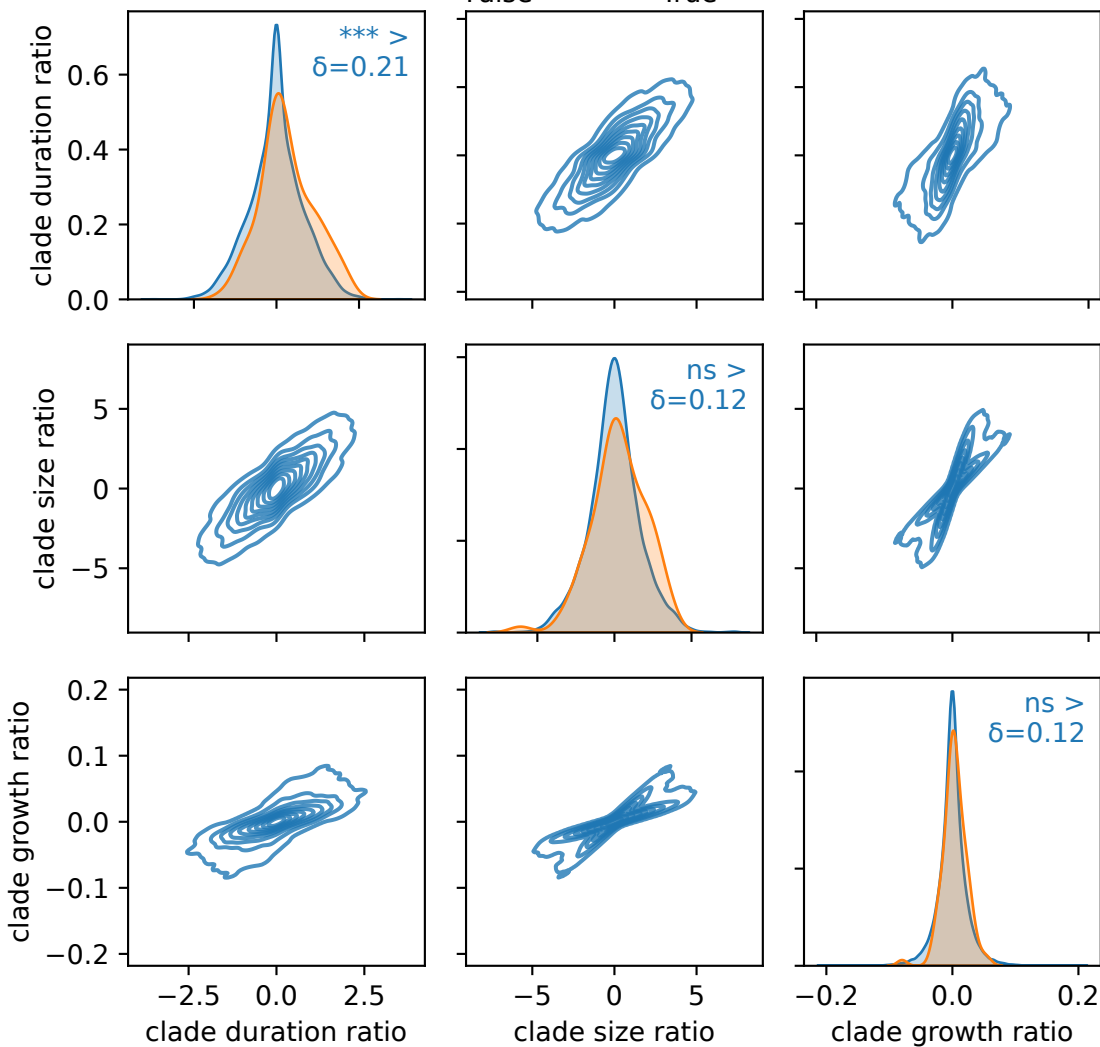 True
clade duration ratio
0.6
0.4
0.2
0.0
*** >
δ=0.21
clade size ratio
5
0
−5
ns >
δ=0.12
clade growth ratio
0.2
0.1
0.0
−0.1
−0.2
ns >
δ=0.12
−2.5 0.0 2.5
clade duration ratio
−5 0 5
clade size ratio
−0.2 0.0 0.2
clade growth ratio